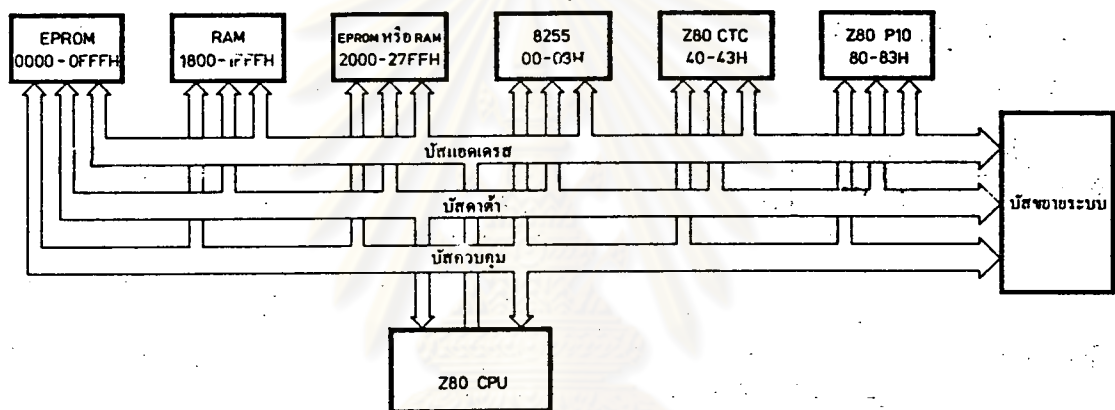 EPROM
0000-0FFFH
RAM
1800-1FFFH
EPROM หรือ RAM
2000-27FFH
8255
00-03H
Z80 CTC
40-43H
Z80 P10
80-83H
บัสแอดเดรส
บัสดาต้า
บัสควบคุม
บัสขยายระบบ
Z80 CPU